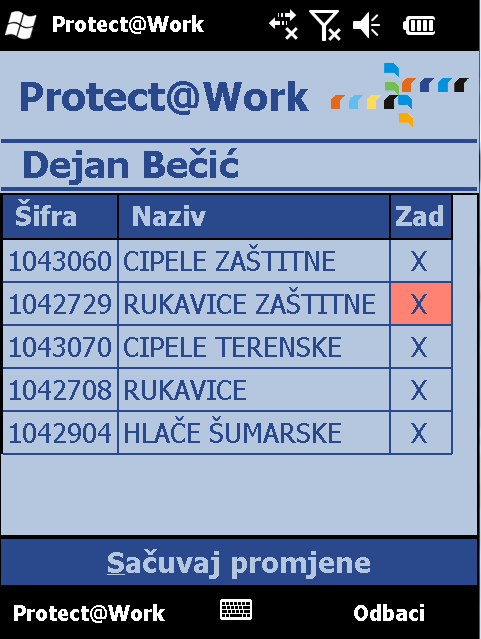 Protect@Work
Protect@Work
Dejan Bečić
Šifra Naziv Zad
1043060 CIPELE ZAŠTITNE X
1042729 RUKAVICE ZAŠTITNE X
1043070 CIPELE TERENSKE X
1042708 RUKAVICE X
1042904 HLAČE ŠUMARSKE X
Sačuvaj promjene
Protect@Work Odbaci